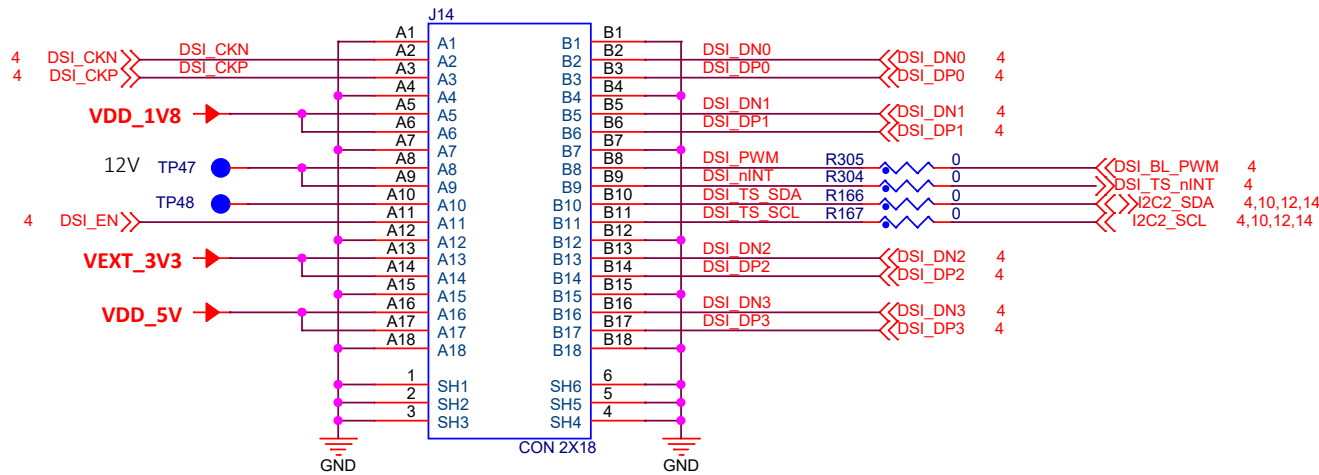 J14
A1 A1 B1 B1
4 DSI_CKN DSI_CKN A2 A2 B2 B2 DSI_DN0 DSI_DN0 4
4 DSI_CKP DSI_CKP A3 A3 B3 B3 DSI_DP0 DSI_DP0 4
A4 A4 B4 B4
VDD_1V8 A5 A5 B5 B5 DSI_DN1 DSI_DN1 4
A6 A6 B6 B6 DSI_DP1 DSI_DP1 4
A7 A7 B7 B7
12V TP47 A8 A8 B8 B8 DSI_PWM R305 0 DSI_BL_PWM 4
A9 A9 B9 B9 DSI_nINT R304 0 DSI_TS_nINT 4
TP48 A10 A10 B10 B10 DSI_TS_SDA R166 0 I2C2_SDA 4,10,12,14
4 DSI_EN A11 A11 B11 B11 DSI_TS_SCL R167 0 I2C2_SCL 4,10,12,14
A12 A12 B12 B12
VEXT_3V3 A13 A13 B13 B13 DSI_DN2 DSI_DN2 4
A14 A14 B14 B14 DSI_DP2 DSI_DP2 4
A15 A15 B15 B15
VDD_5V A16 A16 B16 B16 DSI_DN3 DSI_DN3 4
A17 A17 B17 B17 DSI_DP3 DSI_DP3 4
A18 A18 B18 B18
1 SH1 SH6 6
2 SH2 SH5 5
3 SH3 SH4 4
CON 2X18
GND GND